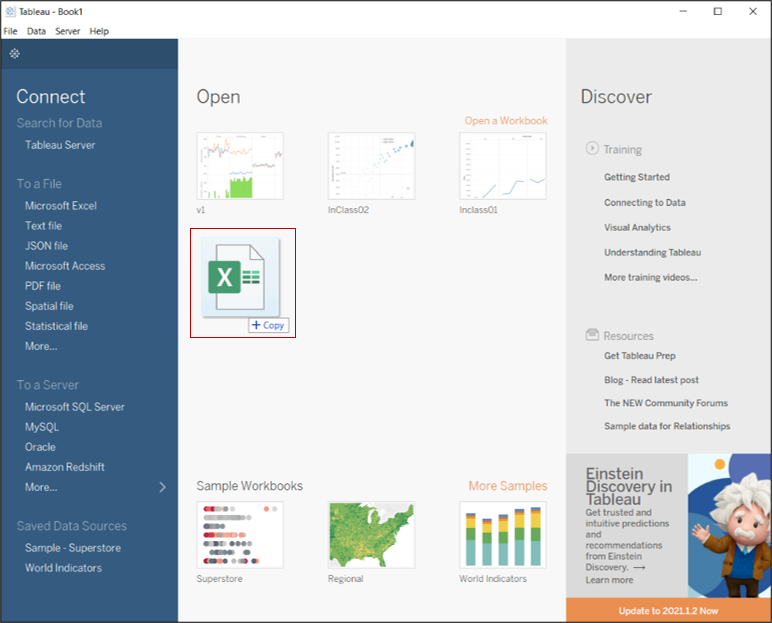 Tableau - Book1
File Data Server Help
Connect
Search for Data
Tableau Server
To a File
Microsoft Excel
Text file
JSON file
Microsoft Access
PDF file
Spatial file
Statistical file
More...
To a Server
Microsoft SQL Server
MySQL
Oracle
Amazon Redshift
More...
Saved Data Sources
Sample - Superstore
World Indicators
Open
Open a Workbook
v1
InClass02
Inclass01
X
+ Copy
Sample Workbooks
More Samples
Superstore
Regional
World Indicators
Discover
Training
Getting Started
Connecting to Data
Visual Analytics
Understanding Tableau
More training videos...
Resources
Get Tableau Prep
Blog - Read latest post
The NEW Community Forums
Sample data for Relationships
Einstein
Discovery in
Tableau
Get trusted and
intuitive predictions
and
recommendations
from Einstein
Discovery. →
Learn more
Update to 2021.1.2 Now